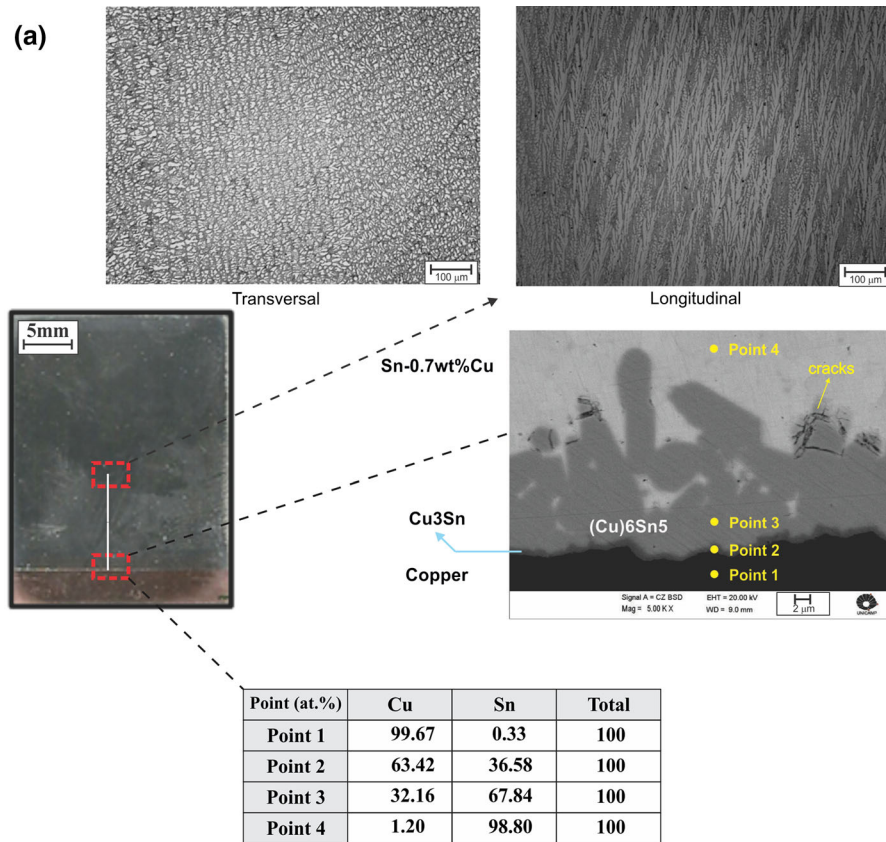 (a)
100 μm
100 μm
Transversal
Longitudinal
5mm
Sn-0.7wt%Cu
Point 4
cracks
Cu3Sn
(Cu)6Sn5
Point 3
Point 2
Copper
Point 1
Signal A = CZ BSD EHT = 20.00 kV
Mag = 5.00 K X WD = 9.0 mm
2 μm
UNICAMP
Point (at.%) Cu Sn Total
Point 1 99.67 0.33 100
Point 2 63.42 36.58 100
Point 3 32.16 67.84 100
Point 4 1.20 98.80 100